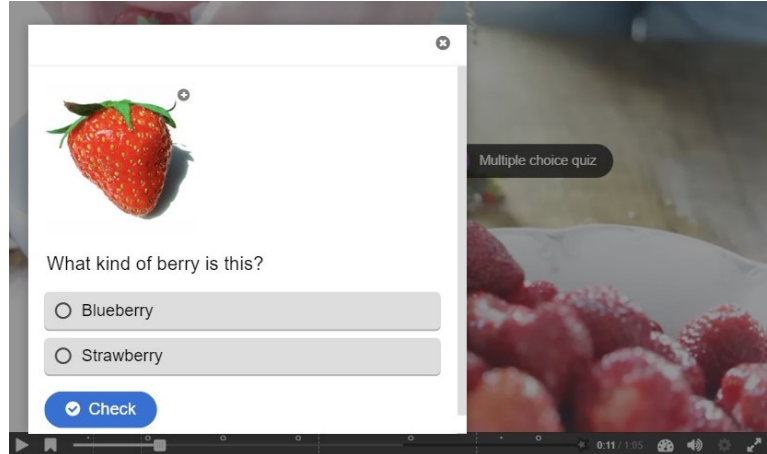 Multiple choice quiz
What kind of berry is this?
Blueberry
Strawberry
Check
0:11 / 1:05